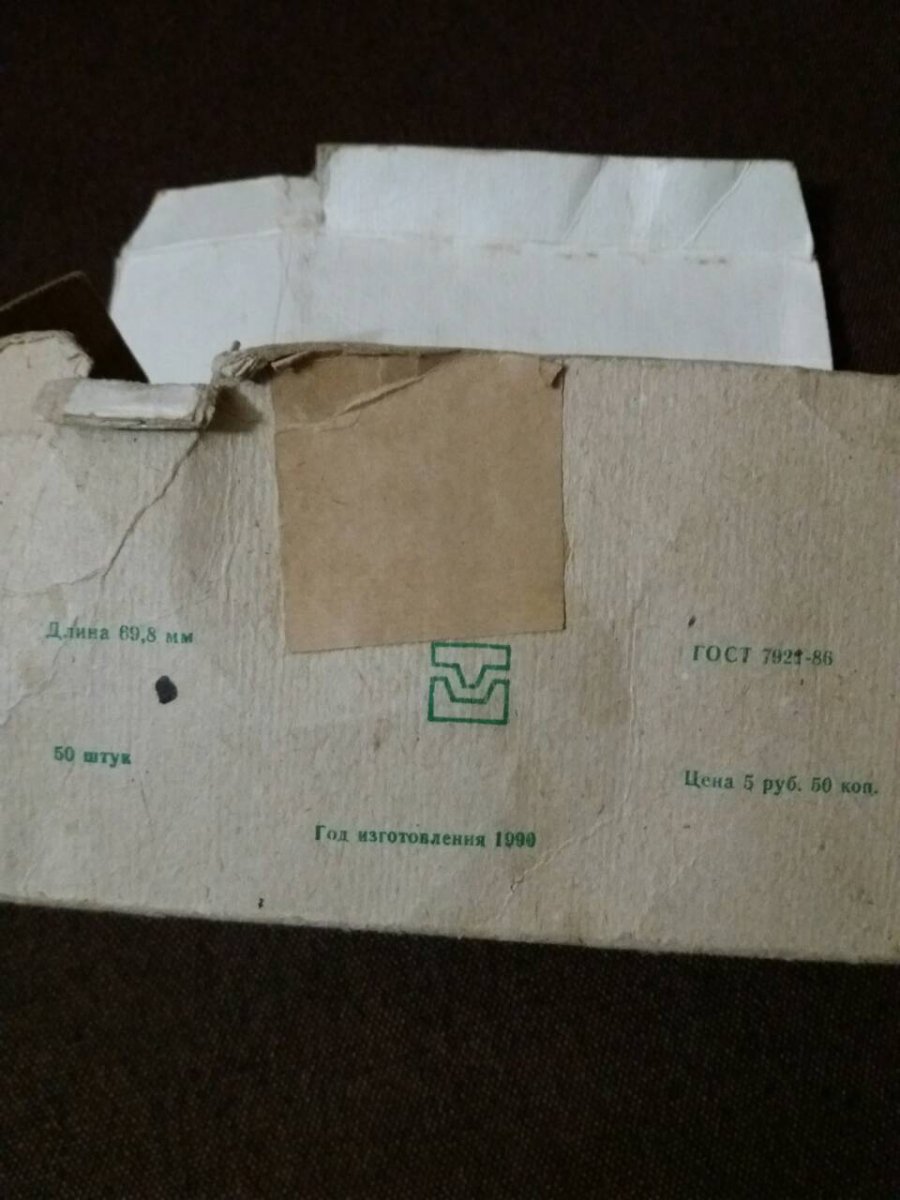 Длина 69,8 мм
ГОСТ 7921-86
50 штук
Цена 5 руб. 50 коп.
Год изготовления 1990